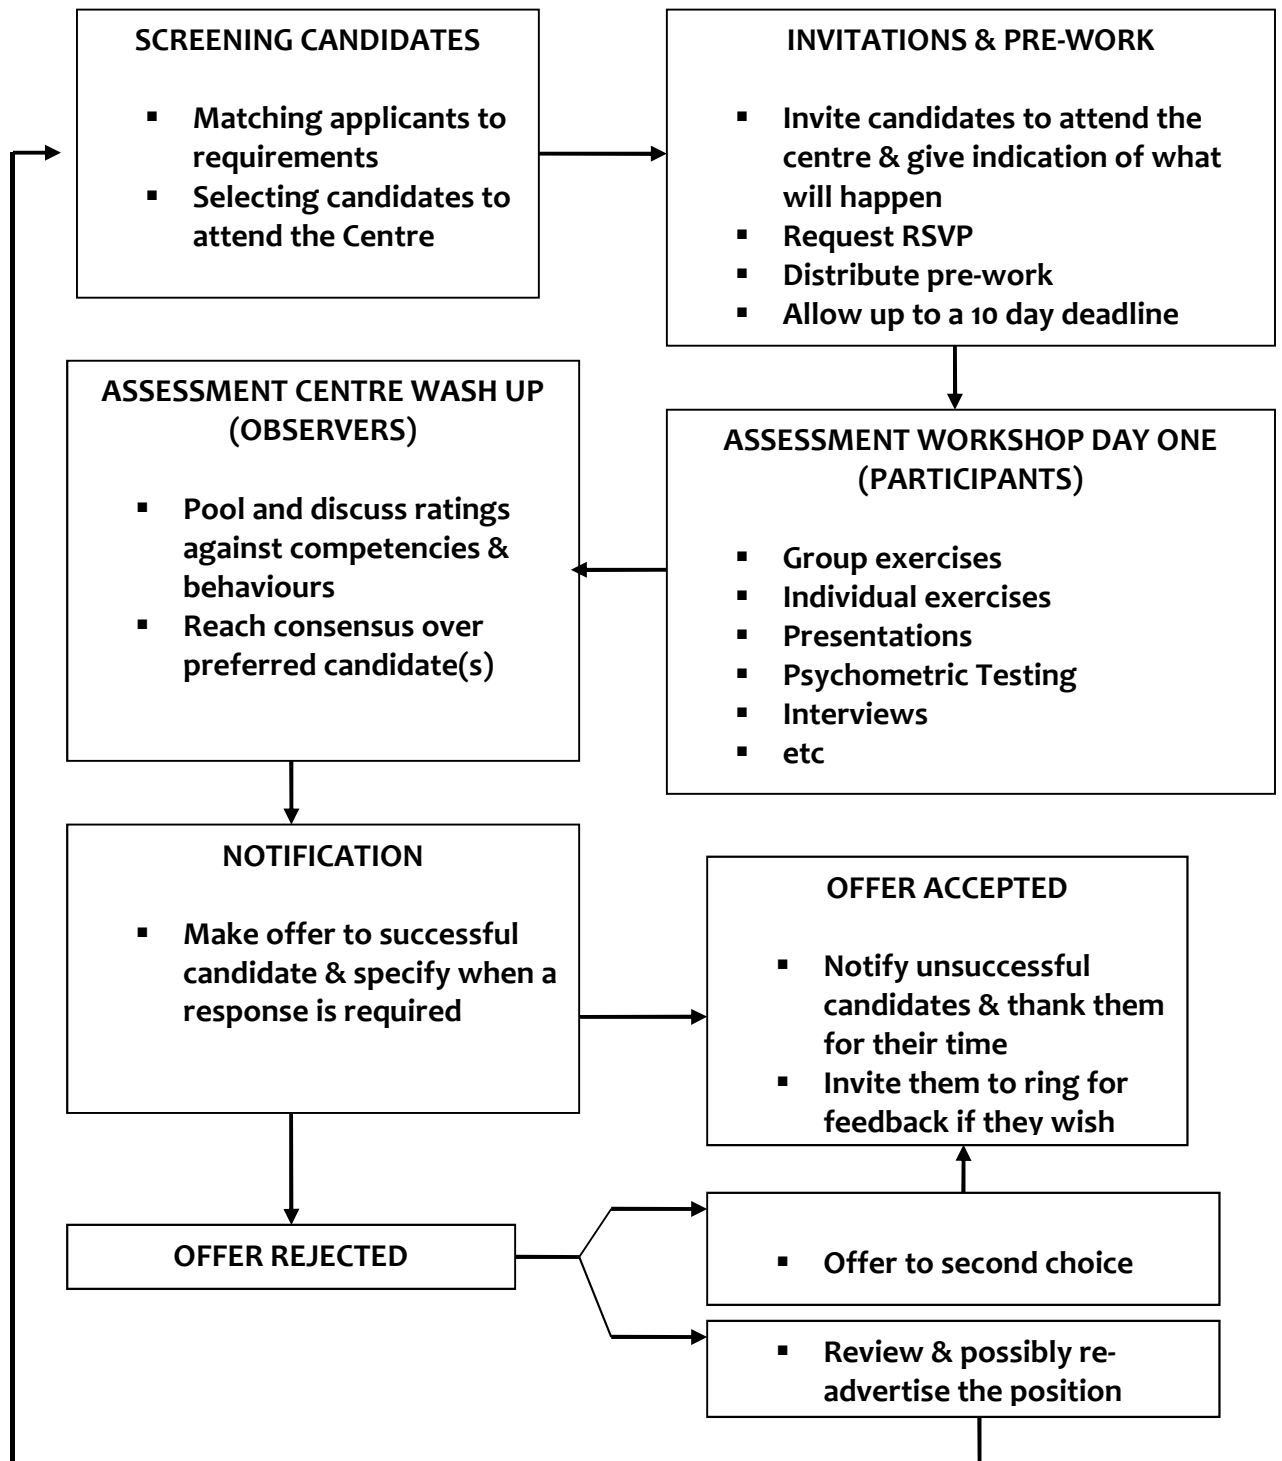 SCREENING CANDIDATES
▪ Matching applicants to
requirements
▪ Selecting candidates to
attend the Centre
INVITATIONS & PRE-WORK
▪ Invite candidates to attend the
centre & give indication of what
will happen
▪ Request RSVP
▪ Distribute pre-work
▪ Allow up to a 10 day deadline
ASSESSMENT WORKSHOP DAY ONE
(PARTICIPANTS)
▪ Group exercises
▪ Individual exercises
▪ Presentations
▪ Psychometric Testing
▪ Interviews
▪ etc
ASSESSMENT CENTRE WASH UP
(OBSERVERS)
▪ Pool and discuss ratings
against competencies &
behaviours
▪ Reach consensus over
preferred candidate(s)
NOTIFICATION
▪ Make offer to successful
candidate & specify when a
response is required
OFFER ACCEPTED
▪ Notify unsuccessful
candidates & thank them
for their time
▪ Invite them to ring for
feedback if they wish
OFFER REJECTED
▪ Offer to second choice
▪ Review & possibly re-
advertise the position